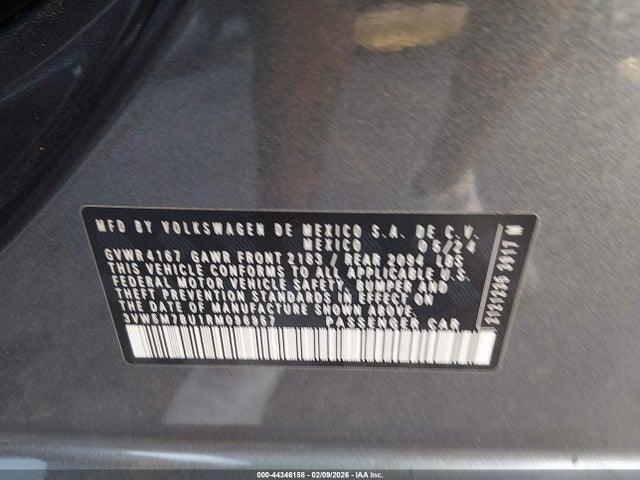 MFD BY VOLKSWAGEN DE MEXICO S.A. DE C.V.
MEXICO 05/24
GVWR 4167 GAWR FRONT 2183 / REAR 2094 LBS
THIS VEHICLE CONFORMS TO ALL APPLICABLE U.S.
FEDERAL MOTOR VEHICLE SAFETY, BUMPER AND
THEFT PREVENTION STANDARDS IN EFFECT ON
THE DATE OF MANUFACTURE SHOWN ABOVE.
PASSENGER CAR
000-44346158 - 02/09/2026 - IAA Inc.